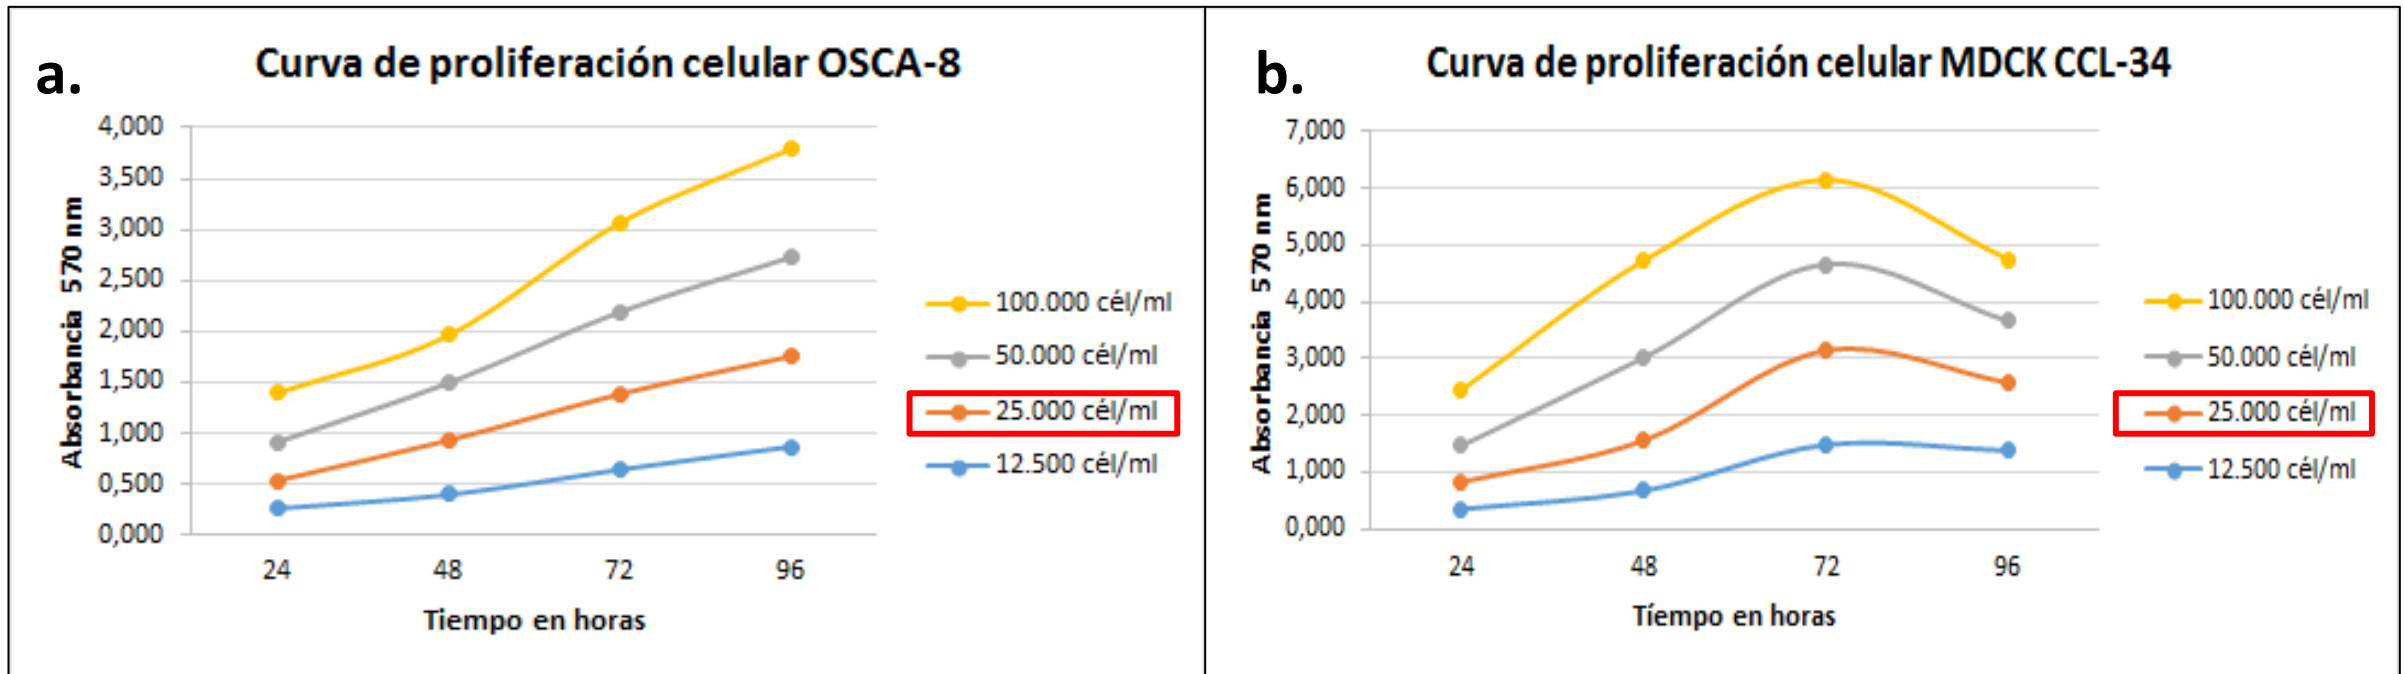 a.
Curva de proliferación celular OSCA-8
4,000
3,500
3,000
2,500
2,000
1,500
1,000
0,500
0,000
Absorbancia 570 nm
24 48 72 96
Tiempo en horas
100.000 cél/ml
50.000 cél/ml
25.000 cél/ml
12.500 cél/ml
b.
Curva de proliferación celular MDCK CCL-34
7,000
6,000
5,000
4,000
3,000
2,000
1,000
0,000
Absorbancia 570 nm
24 48 72 96
Tíempo en horas
100.000 cél/ml
50.000 cél/ml
25.000 cél/ml
12.500 cél/ml